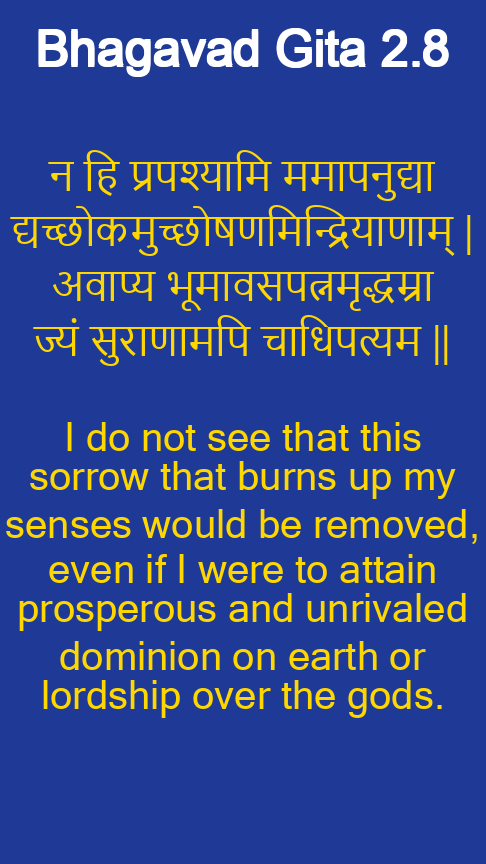 Bhagavad Gita 2.8
न हि प्रपश्यामि ममापनुद्या
द्यच्छोकमुच्छोषणमिन्द्रियाणाम् |
अवाप्य भूमावसपत्नमृद्धम्रा
ज्यं सुराणामपि चाधिपत्यम ||
I do not see that this
sorrow that burns up my
senses would be removed,
even if I were to attain
prosperous and unrivaled
dominion on earth or
lordship over the gods.